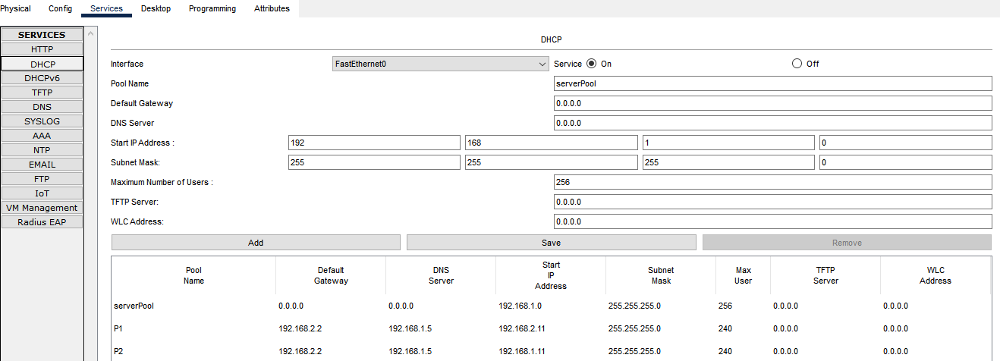 Physical Config Services Desktop Programming Attributes
SERVICES
HTTP
DHCP
DHCPv6
TFTP
DNS
SYSLOG
AAA
NTP
EMAIL
FTP
IoT
VM Management
Radius EAP
DHCP
Interface FastEthernet0 Service On Off
Pool Name serverPool
Default Gateway 0.0.0.0
DNS Server 0.0.0.0
Start IP Address : 192 168 1 0
Subnet Mask: 255 255 255 0
Maximum Number of Users : 256
TFTP Server: 0.0.0.0
WLC Address: 0.0.0.0
Add Save Remove
Pool Name Default Gateway DNS Server Start IP Address Subnet Mask Max User TFTP Server WLC Address
serverPool 0.0.0.0 0.0.0.0 192.168.1.0 255.255.255.0 256 0.0.0.0 0.0.0.0
P1 192.168.2.2 192.168.1.5 192.168.2.11 255.255.255.0 240 0.0.0.0 0.0.0.0
P2 192.168.2.2 192.168.1.5 192.168.1.11 255.255.255.0 240 0.0.0.0 0.0.0.0